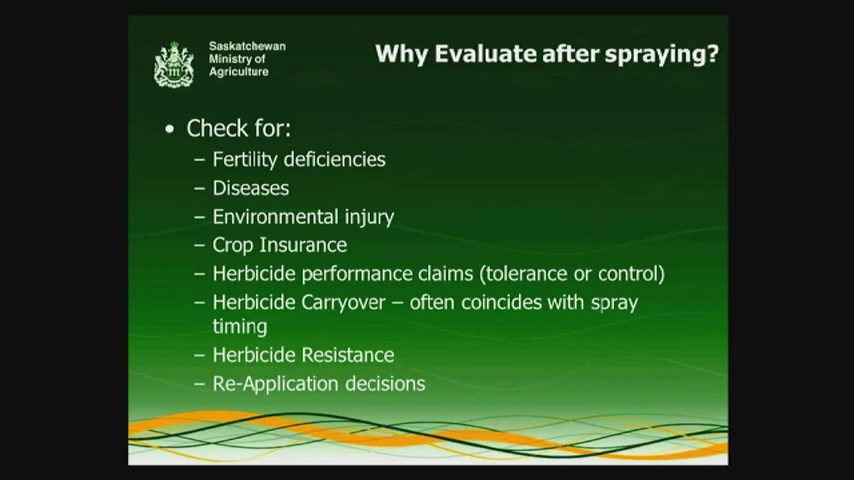 Saskatchewan
Ministry of
Agriculture
Why Evaluate after spraying?
• Check for:
– Fertility deficiencies
– Diseases
– Environmental injury
– Crop Insurance
– Herbicide performance claims (tolerance or control)
– Herbicide Carryover – often coincides with spray
timing
– Herbicide Resistance
– Re-Application decisions